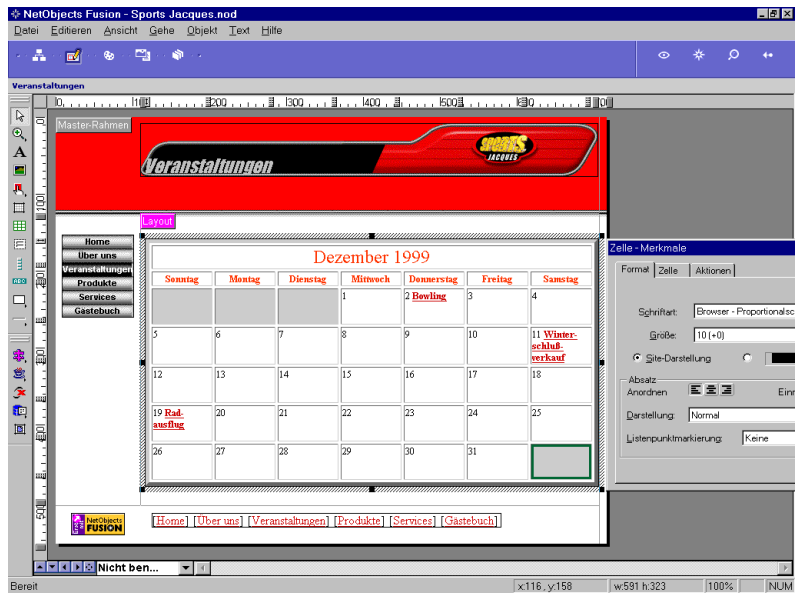 NetObjects Fusion - Sports Jacques.nod
Datei Editieren Ansicht Gehe Objekt Text Hilfe
Veranstaltungen
Master-Rahmen
Veranstaltungen
SPORTS
JACQUES
Layout
Home
Über uns
Veranstaltungen
Produkte
Services
Gästebuch
Dezember 1999
Sonntag Montag Dienstag Mittwoch Donnerstag Freitag Samstag
1 2 Bowling 3 4
5 6 7 8 9 10 11 Winter-
schluß-
verkauf
12 13 14 15 16 17 18
19 Rad- 20 21 22 23 24 25
ausflug
26 27 28 29 30 31
Zelle - Merkmale
Format Zelle Aktionen
Schriftart: Browser - Proportionalsc
Größe: 10 (+0)
Site-Darstellung
Absatz
Anordnen Einr
Darstellung: Normal
Listenpunktmarkierung: Keine
NetObjects
FUSION
[Home] [Über uns] [Veranstaltungen] [Produkte] [Services] [Gästebuch]
Nicht ben...
Bereit x:116 , y:158 w:591 h:323 100% NUM